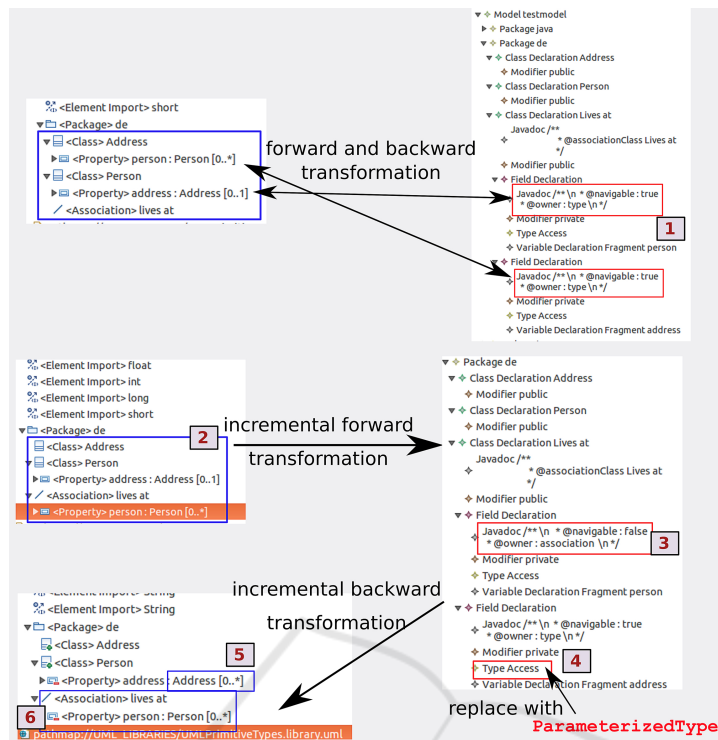 Model testmodel
Package java
Package de
Class Declaration Address
Modifier public
Class Declaration Person
Modifier public
Class Declaration Lives at
Javadoc /**
* @associationClass Lives at
*/
Modifier public
Field Declaration
Javadoc /** \n * @navigable : true
* @owner : type \n */
Modifier private
Type Access
Variable Declaration Fragment person
Field Declaration
Javadoc /** \n * @navigable : true
* @owner : type \n */
Modifier private
Type Access
Variable Declaration Fragment address
1
<Element Import> short
<Package> de
<Class> Address
<Property> person : Person [0..*]
<Class> Person
<Property> address : Address [0..1]
<Association> lives at
forward and backward
transformation
<Element Import> float
<Element Import> int
<Element Import> long
<Element Import> short
<Package> de
<Class> Address
<Class> Person
<Property> address : Address [0..1]
<Association> lives at
<Property> person : Person [0..*]
2
incremental forward
transformation
Package de
Class Declaration Address
Modifier public
Class Declaration Person
Modifier public
Class Declaration Lives at
Javadoc /**
* @associationClass Lives at
*/
Modifier public
Field Declaration
Javadoc /** \n * @navigable : false
* @owner : association \n */
3
Modifier private
Type Access
Variable Declaration Fragment person
Field Declaration
Javadoc /** \n * @navigable : true
* @owner : type \n */
Modifier private
Type Access
4
Variable Declaration Fragment address
replace with
ParameterizedType
incremental backward
transformation
<Element Import> String
<Package> de
<Class> Address
<Class> Person
5
<Property> address : Address [0..*]
<Association> lives at
6
<Property> person : Person [0..*]
pathmap://UML_LIBRARIES/UMLPrimitiveTypes.library.uml